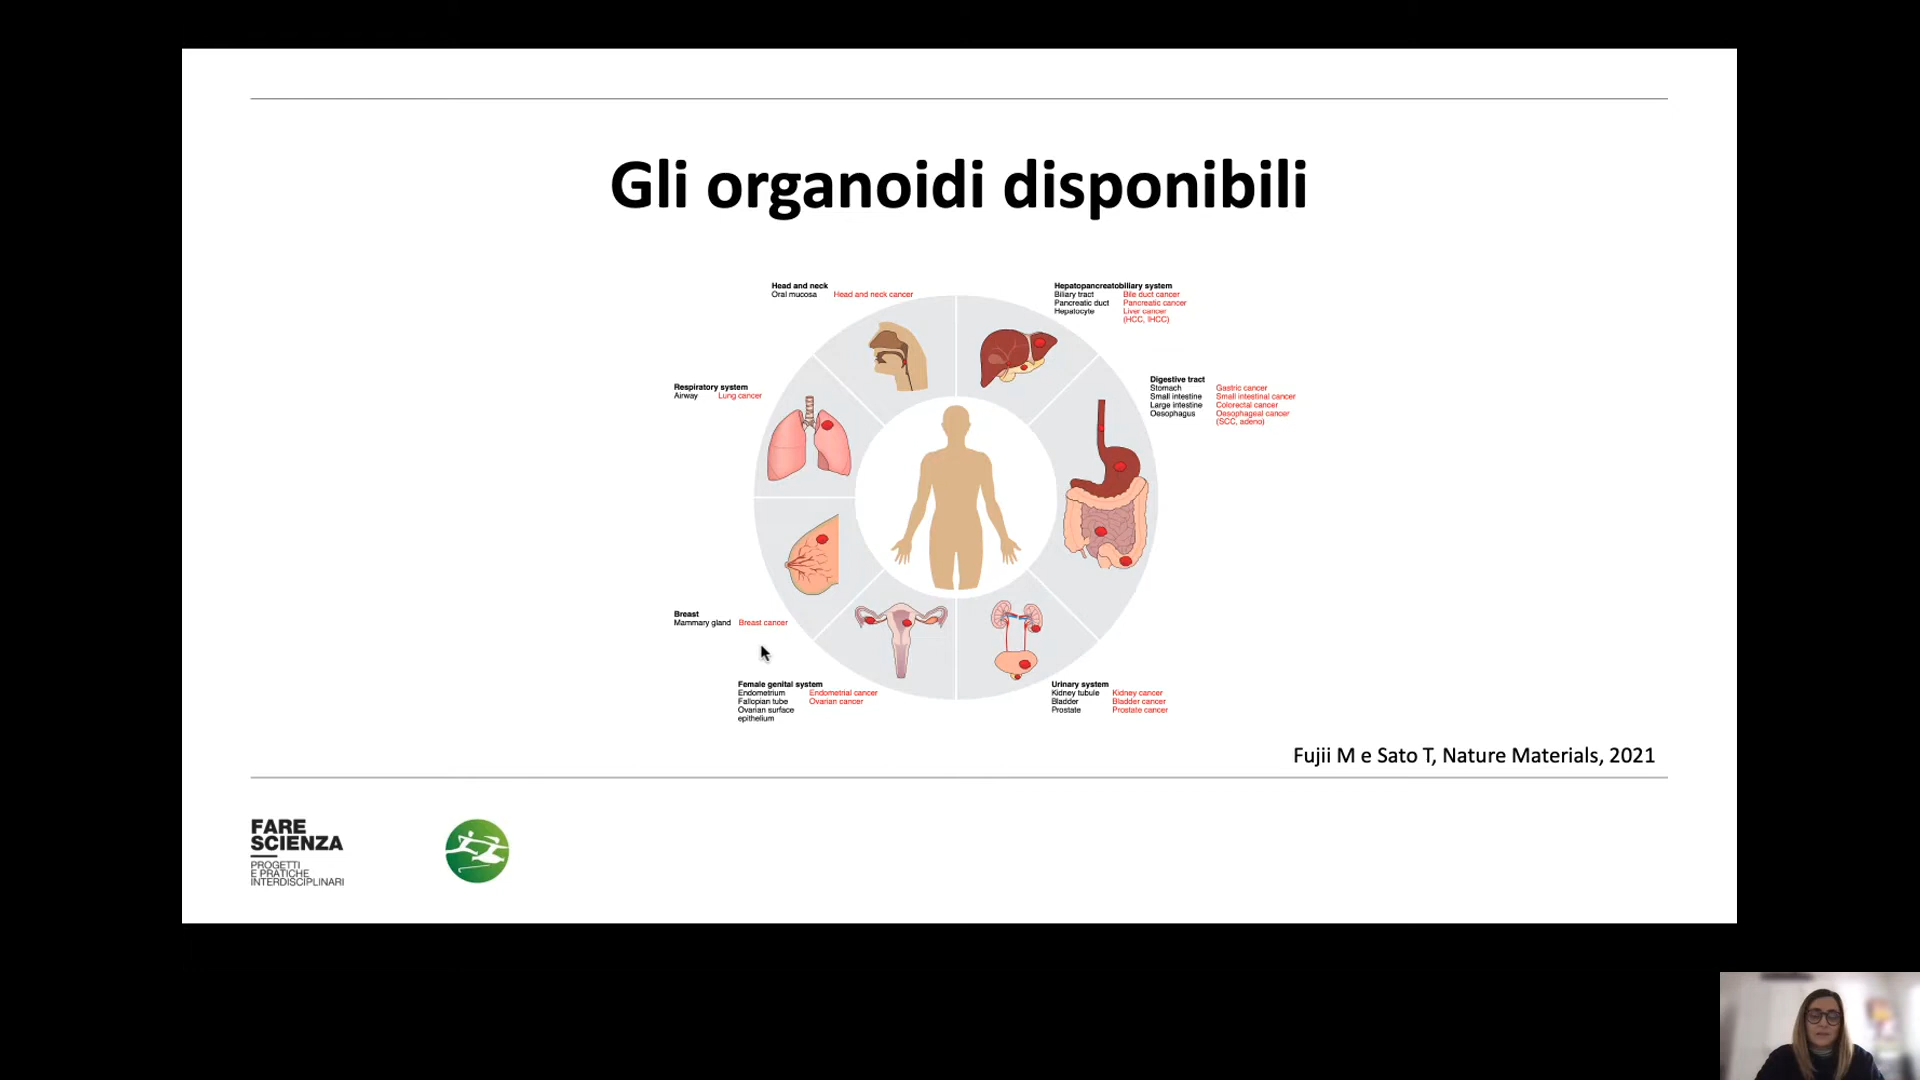 Gli organoidi disponibili
Head and neck
Oral mucosa Head and neck cancer
Hepatopancreatobiliary system
Biliary tract Bile duct cancer
Pancreatic duct Pancreatic cancer
Hepatocyte Liver cancer
(HCC, IHCC)
Respiratory system
Airway Lung cancer
Digestive tract
Stomach Gastric cancer
Small intestine Small intestinal cancer
Large intestine Colorectal cancer
Oesophagus Oesophageal cancer
(SCC, adeno)
Breast
Mammary gland Breast cancer
Female genital system
Endometrium Endometrial cancer
Fallopian tube Ovarian cancer
Ovarian surface
epithelium
Urinary system
Kidney tubule Kidney cancer
Bladder Bladder cancer
Prostate Prostate cancer
Fujii M e Sato T, Nature Materials, 2021
FARE
SCIENZA
PROGETTI
E PRATICHE
INTERDISCIPLINARI